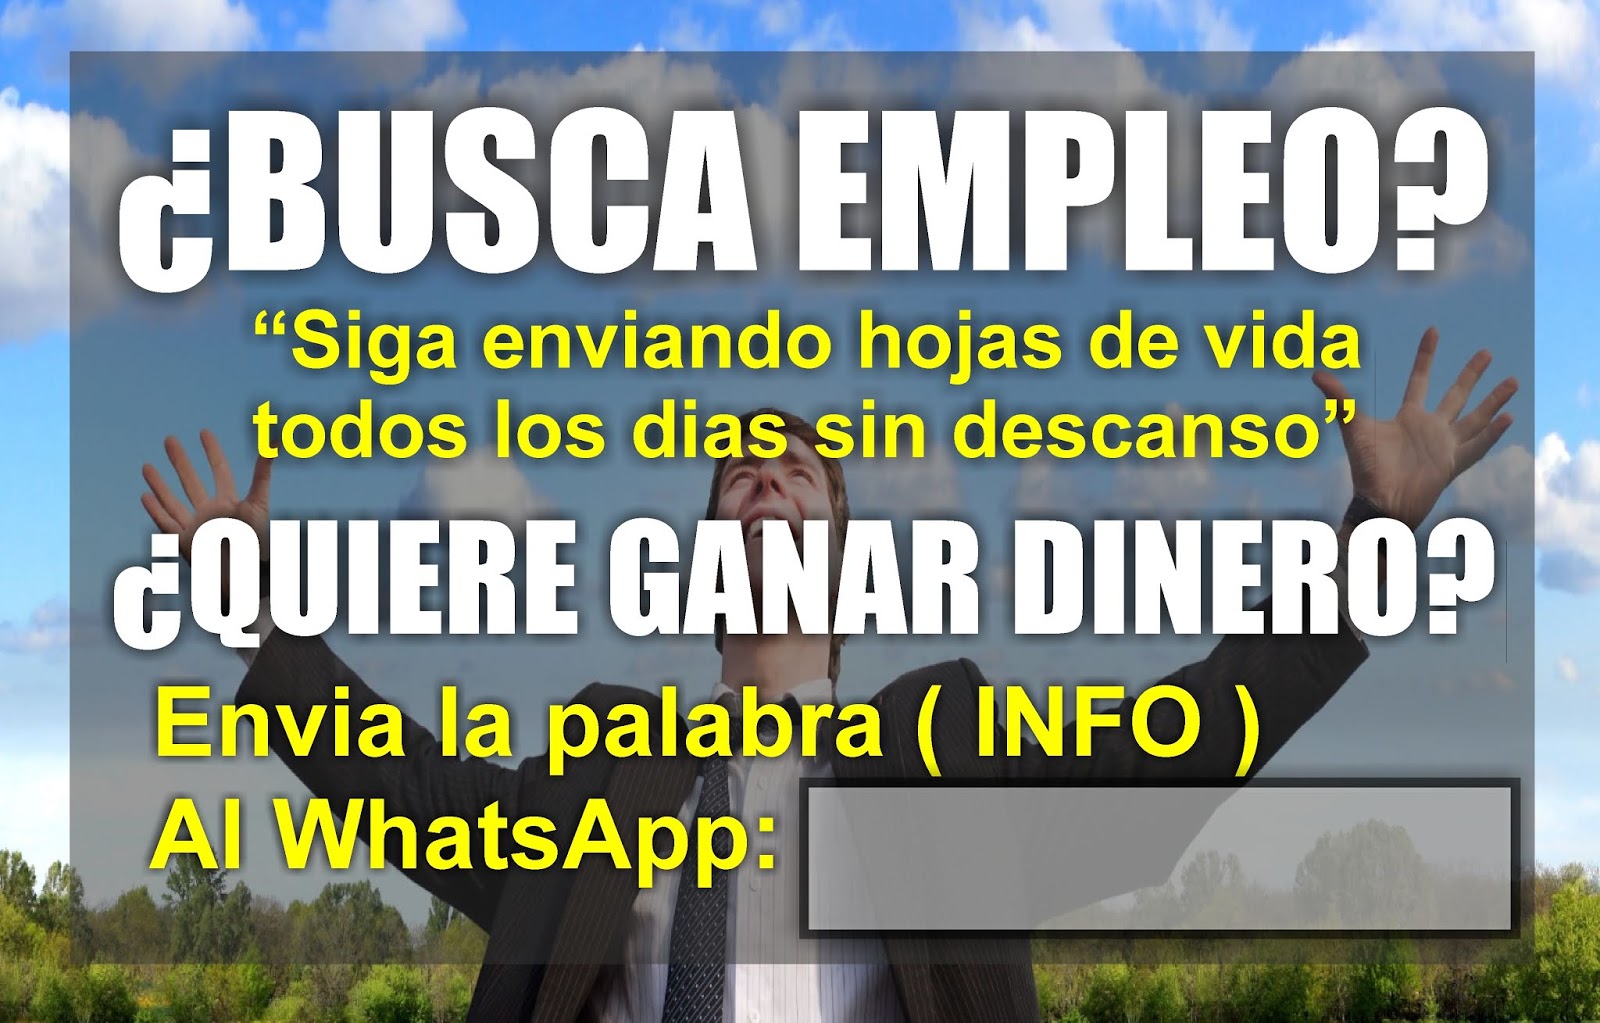 ¿BUSCA EMPLEO?
“Siga enviando hojas de vida
todos los dias sin descanso”
¿QUIERE GANAR DINERO?
Envia la palabra ( INFO )
Al WhatsApp: